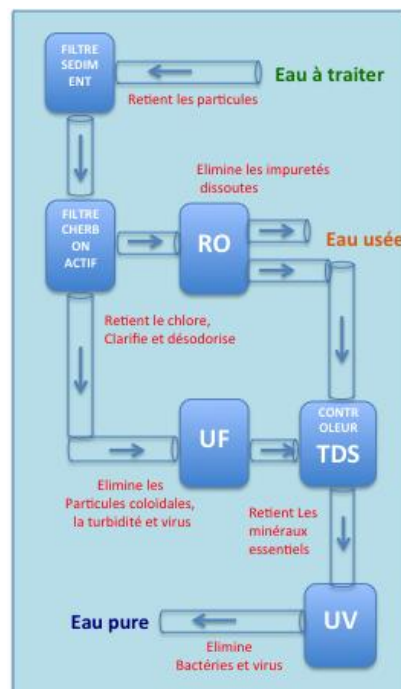 FILTRE
SEDIM
ENT
Eau à traiter
Retient les particules
Elimine les impuretés
dissoutes
FILTRE
CHERB
ON
ACTIF
RO
Eau usée
Retient le chlore,
Clarifie et désodorise
UF
CONTR
OLEUR
TDS
Elimine les
Particules coloïdales,
la turbidité et virus
Retient Les
minéraux
essentiels
Eau pure
UV
Elimine
Bactéries et virus